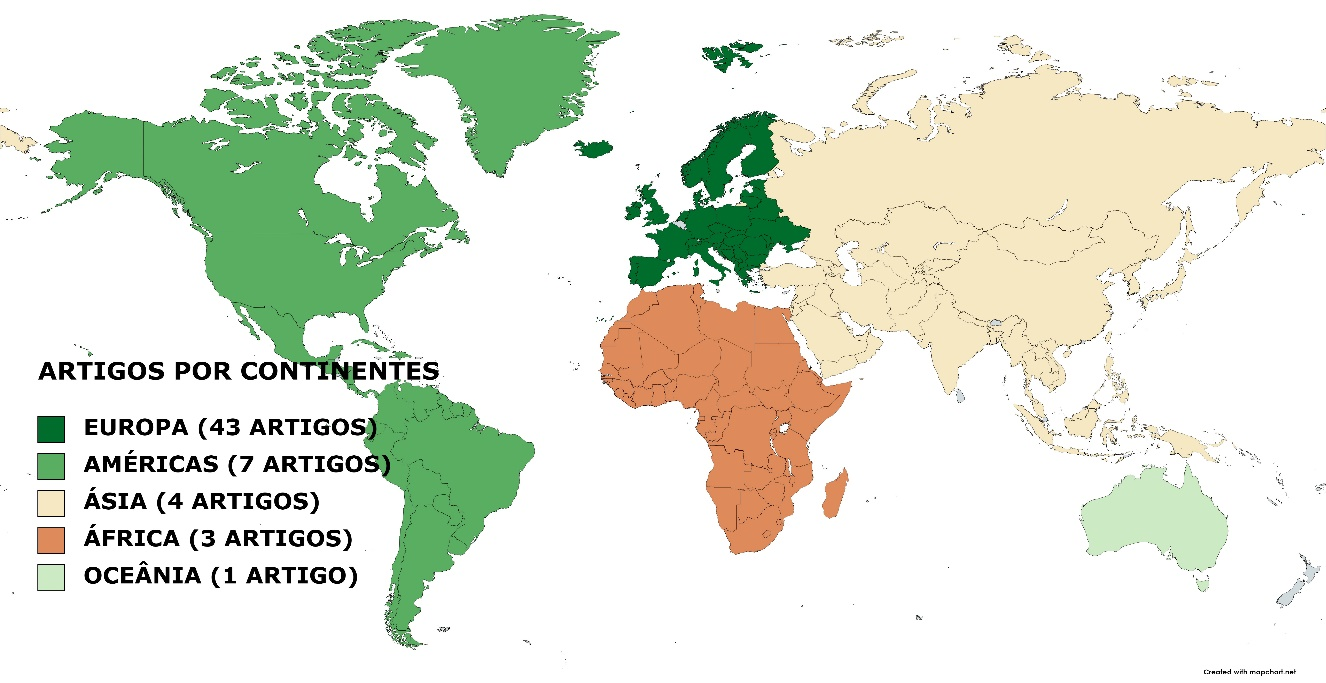 ARTIGOS POR CONTINENTES
EUROPA (43 ARTIGOS)
AMÉRICAS (7 ARTIGOS)
ÁSIA (4 ARTIGOS)
ÁFRICA (3 ARTIGOS)
OCEÂNIA (1 ARTIGO)
Created with mapchart.net